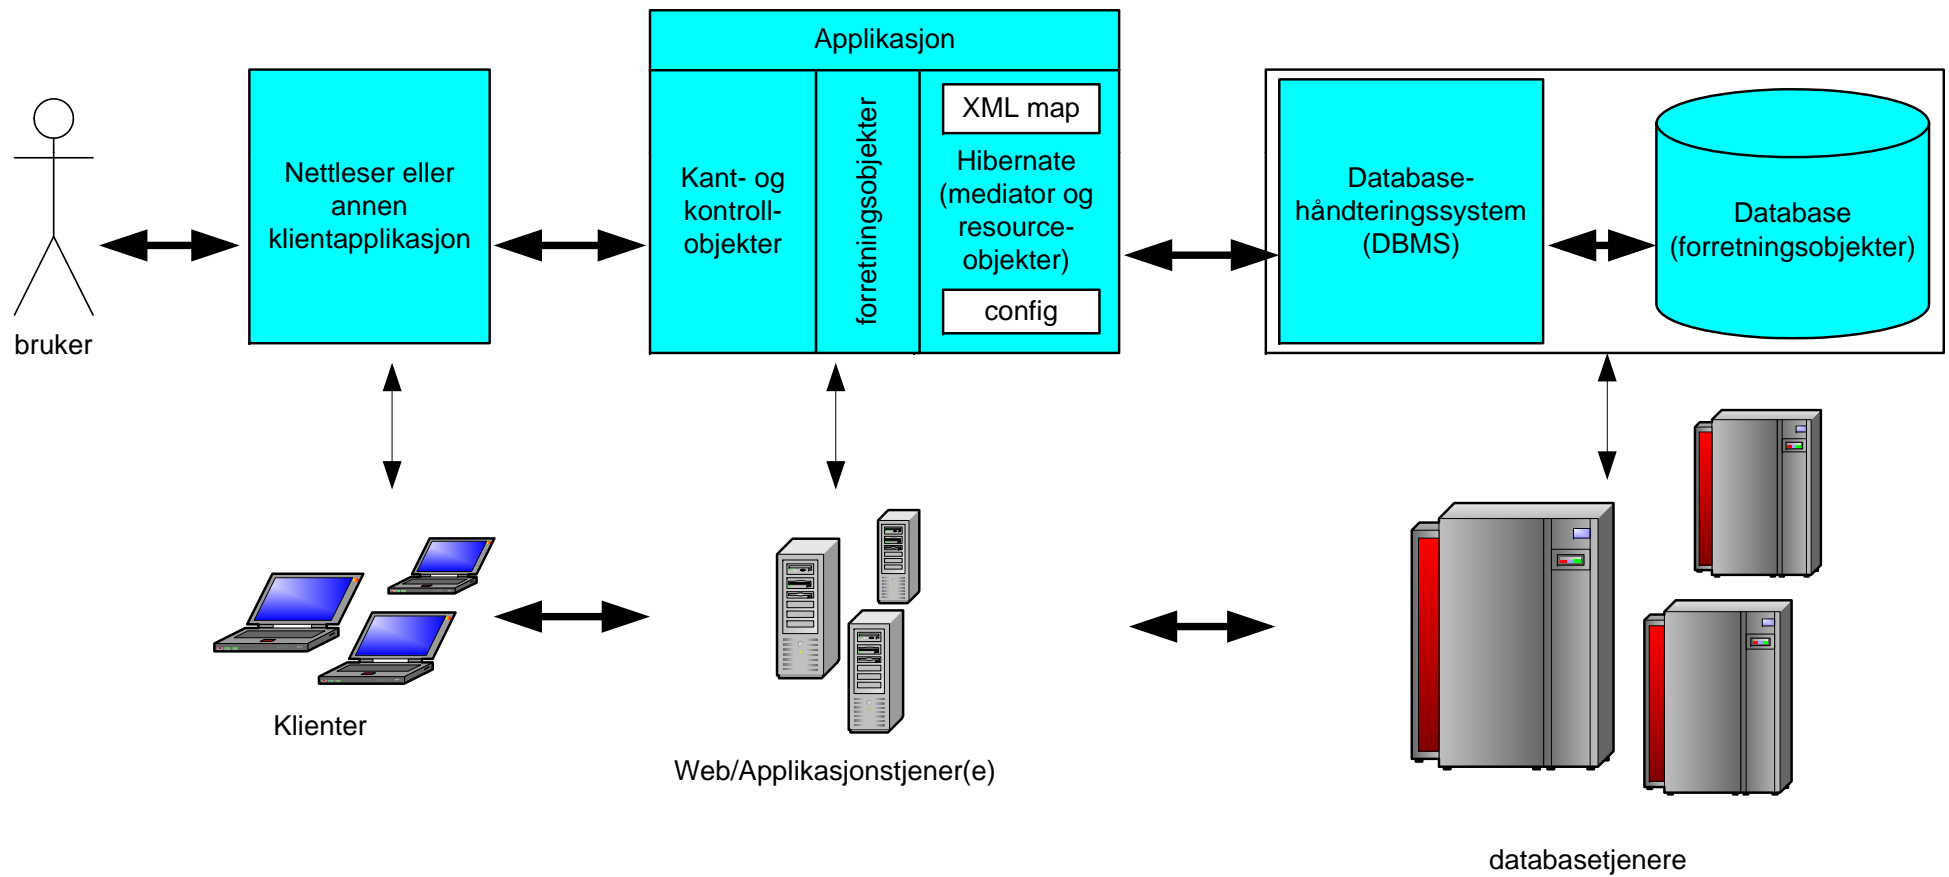 Applikasjon
bruker
Nettleser eller
annen
klientapplikasjon
Kant- og
kontroll-
objekter
forretningsobjekter
XML map
Hibernate
(mediator og
resource-
objekter)
config
Database-
håndteringssystem
(DBMS)
Database
(forretningsobjekter)
Klienter
Web/Applikasjonstjener(e)
databasetjenere